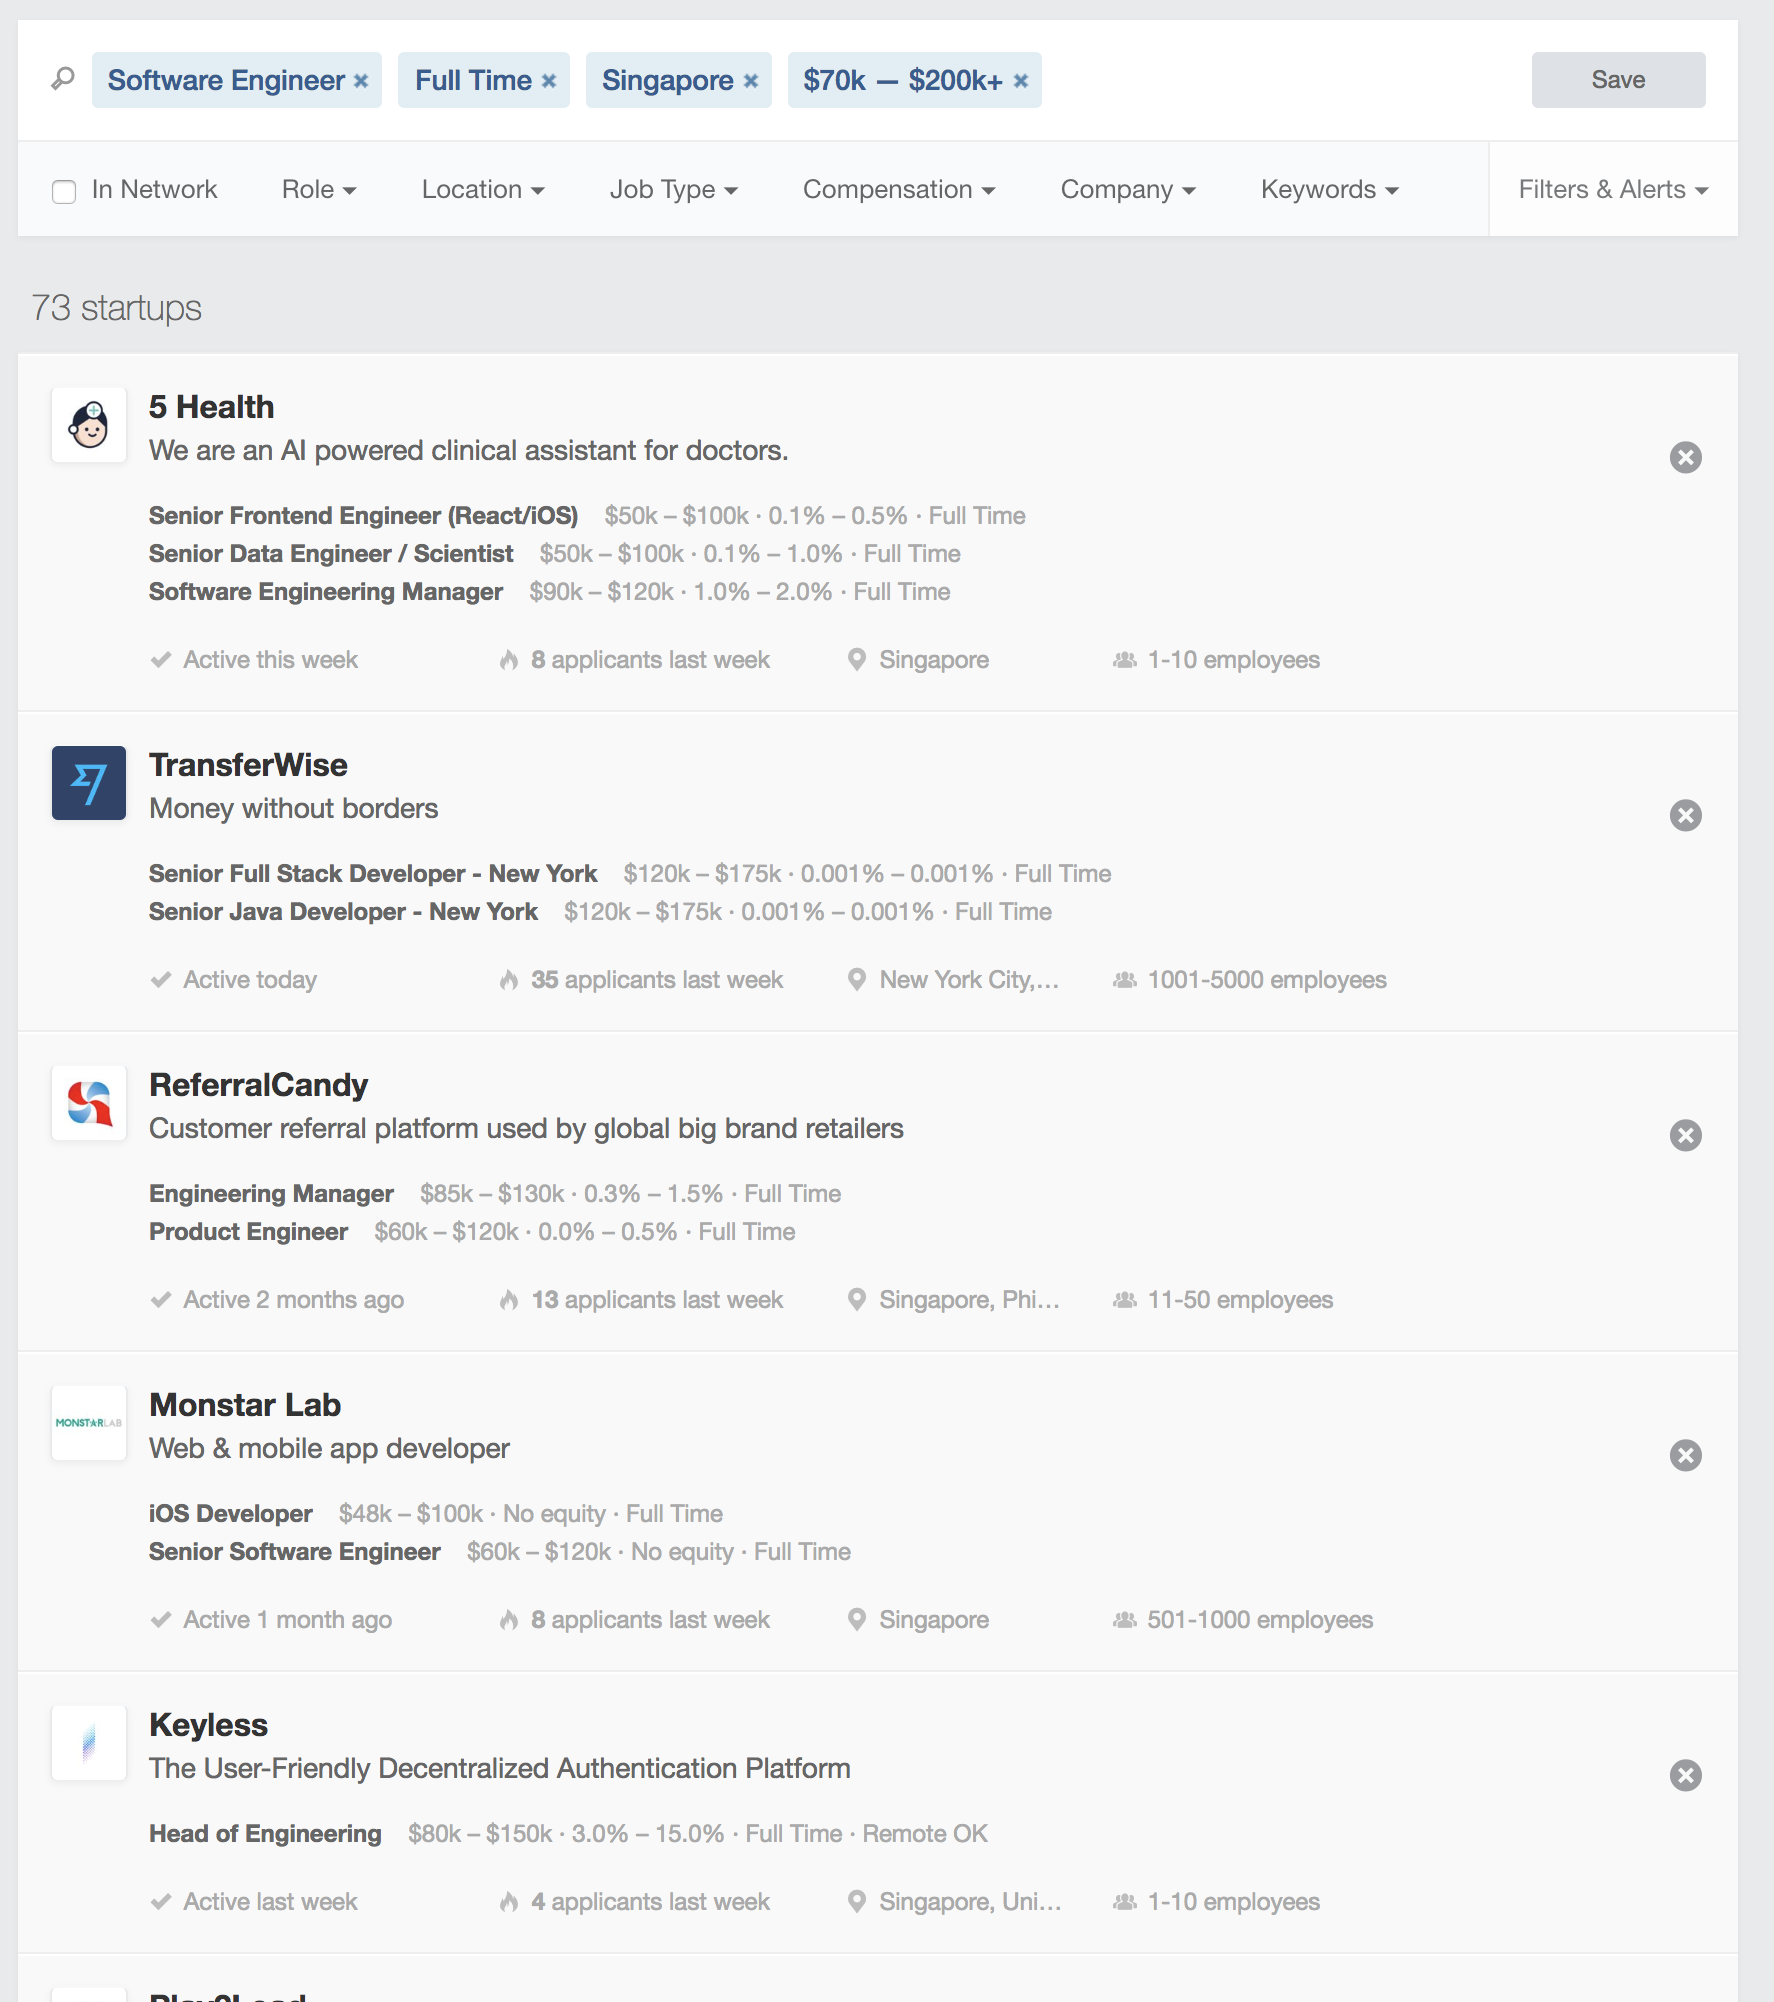 Software Engineer × Full Time × Singapore × $70k — $200k+ × Save
In Network Role Location Job Type Compensation Company Keywords Filters & Alerts
73 startups
5 Health
We are an AI powered clinical assistant for doctors.
Senior Frontend Engineer (React/iOS) $50k – $100k · 0.1% – 0.5% · Full Time
Senior Data Engineer / Scientist $50k – $100k · 0.1% – 1.0% · Full Time
Software Engineering Manager $90k – $120k · 1.0% – 2.0% · Full Time
Active this week 8 applicants last week Singapore 1-10 employees
TransferWise
Money without borders
Senior Full Stack Developer - New York $120k – $175k · 0.001% – 0.001% · Full Time
Senior Java Developer - New York $120k – $175k · 0.001% – 0.001% · Full Time
Active today 35 applicants last week New York City,... 1001-5000 employees
ReferralCandy
Customer referral platform used by global big brand retailers
Engineering Manager $85k – $130k · 0.3% – 1.5% · Full Time
Product Engineer $60k – $120k · 0.0% – 0.5% · Full Time
Active 2 months ago 13 applicants last week Singapore, Phi... 11-50 employees
MONSTARLAB
Monstar Lab
Web & mobile app developer
iOS Developer $48k – $100k · No equity · Full Time
Senior Software Engineer $60k – $120k · No equity · Full Time
Active 1 month ago 8 applicants last week Singapore 501-1000 employees
Keyless
The User-Friendly Decentralized Authentication Platform
Head of Engineering $80k – $150k · 3.0% – 15.0% · Full Time · Remote OK
Active last week 4 applicants last week Singapore, Uni... 1-10 employees